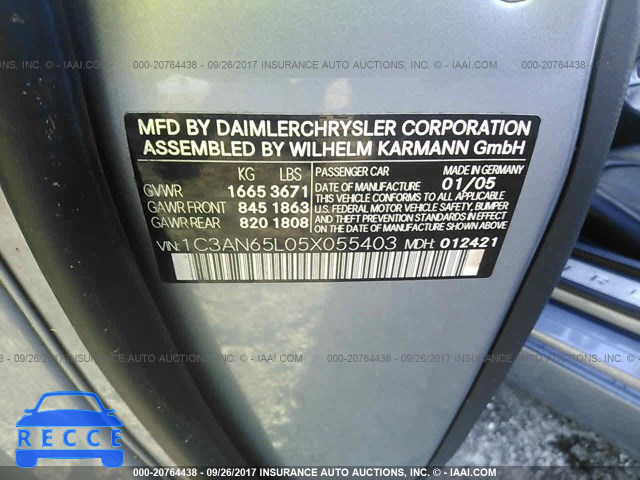 000-20764438 - 09/26/2017 INSURANCE AUTO AUCTIONS - © IAAI.COM
MFD BY DAIMLERCHRYSLER CORPORATION
ASSEMBLED BY WILHELM KARMANN GmbH
KG LBS PASSENGER CAR MADE IN GERMANY
GVWR 1665 3671 DATE OF MANUFACTURE 01/05
GAWR FRONT 845 1863 THIS VEHICLE CONFORMS TO ALL APPLICABLE
GAWR REAR 820 1808 FEDERAL MOTOR VEHICLE SAFETY, BUMPER,
AND THEFT PREVENTION STANDARDS IN EFFECT
ON THE DATE OF MANUFACTURE SHOWN ABOVE.
VIN: 1C3AN65L05X055403 MDH: 012421
BIDCARS.EU
000-20764438 - 09/26/2017 INSURANCE AUTO AUCTIONS - © IAAI.COM